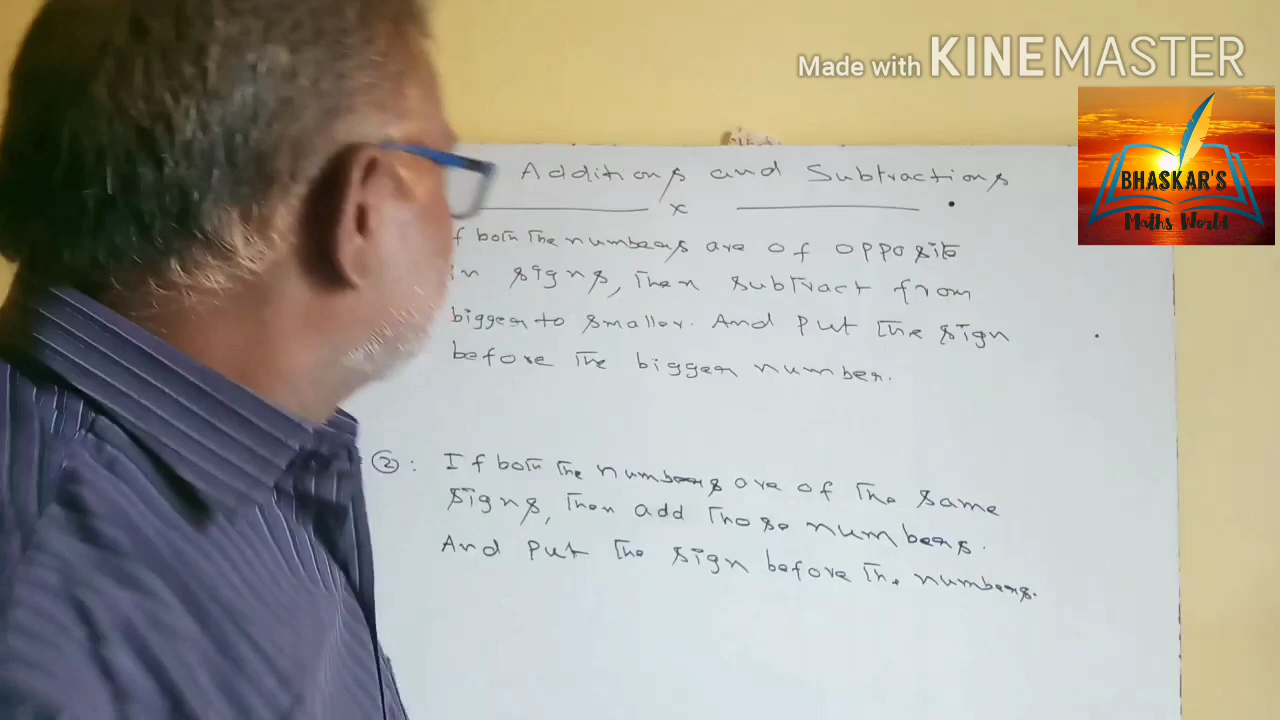 Made with KINEMASTER
BHASKAR'S
Maths World
Additions and Subtractions
x
f both the numbers are of opposite
in signs, Then subtract from
bigger to smaller. And put the sign
before the bigger number.
2: If both the numbers are of the same
signs, Then add those numbers.
And put the sign before the numbers.